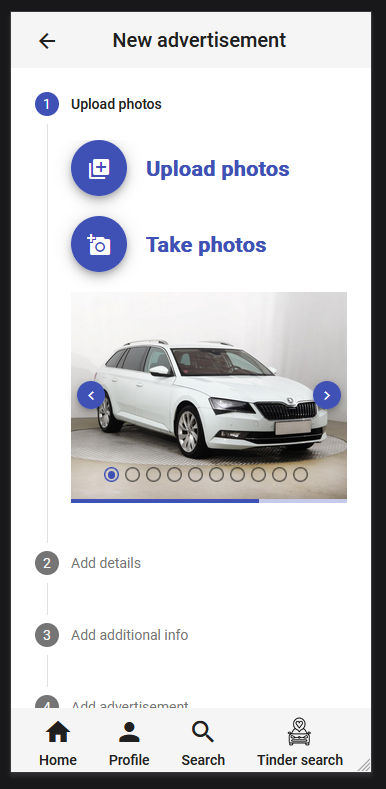 New advertisement
1 Upload photos
Upload photos
Take photos
2 Add details
3 Add additional info
4 Add advertisement
Home Profile Search Tinder search